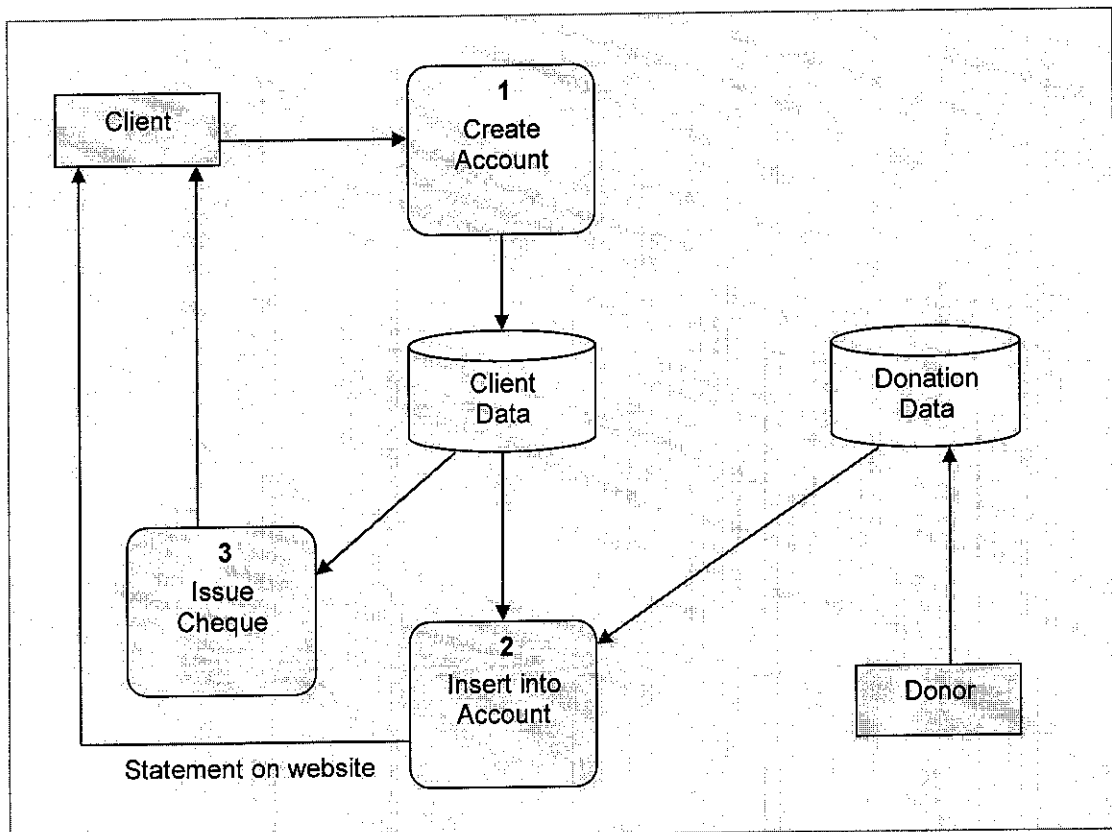 1
Client
Create
Account
Client
Data
Donation
Data
3
Issue
Cheque
2
Insert into
Account
Donor
Statement on website